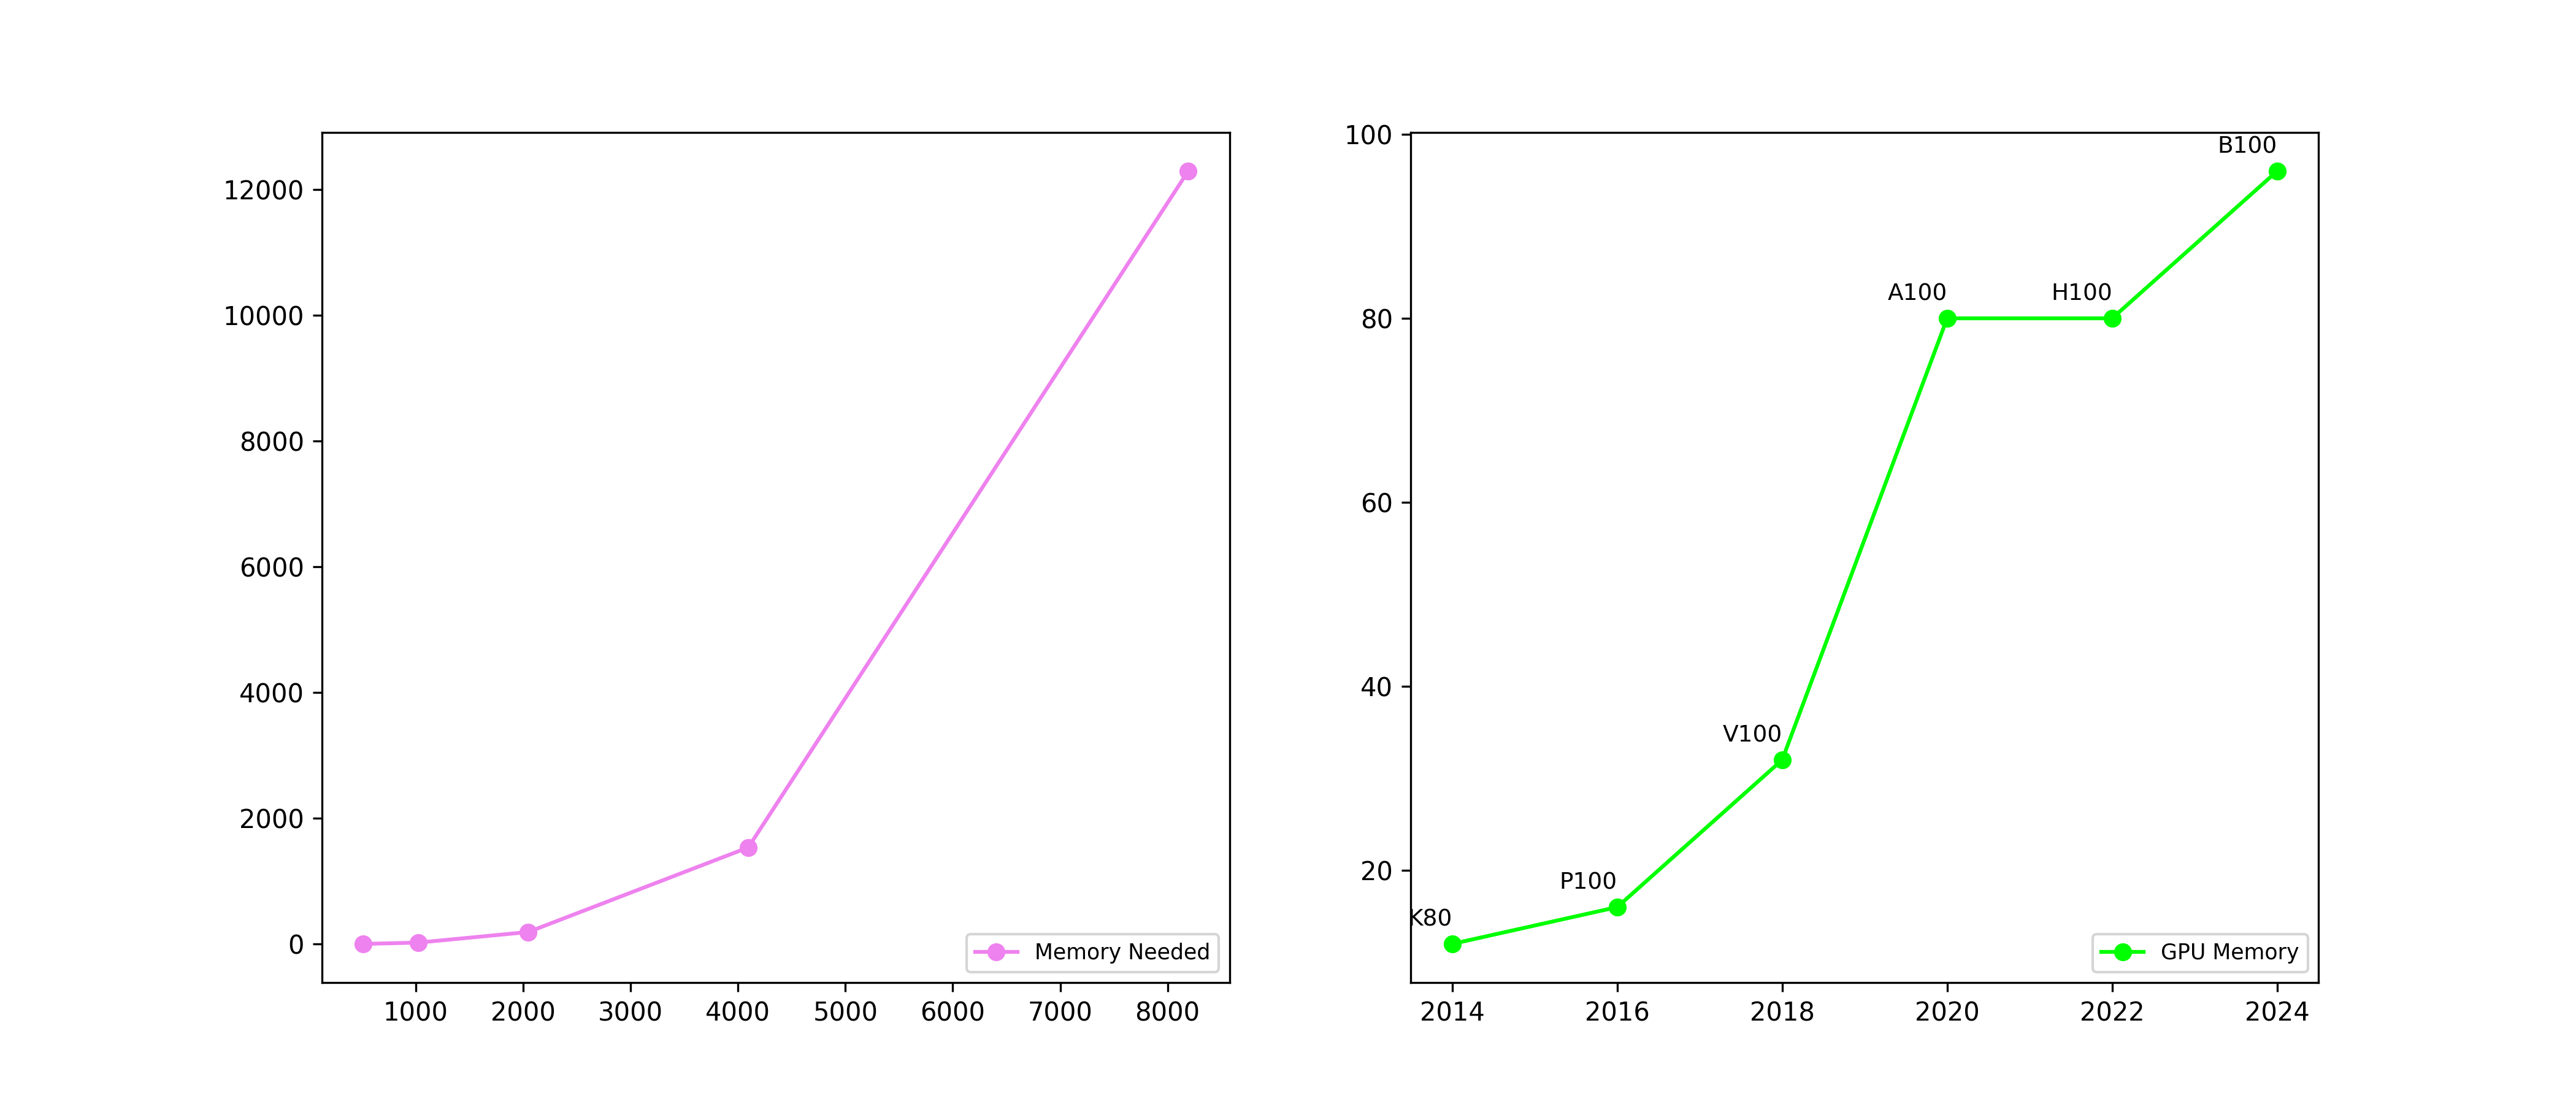 12000
10000
8000
6000
4000
2000
0
1000 2000 3000 4000 5000 6000 7000 8000
Memory Needed
100
80
60
40
20
2014 2016 2018 2020 2022 2024
K80
P100
V100
A100
H100
B100
GPU Memory